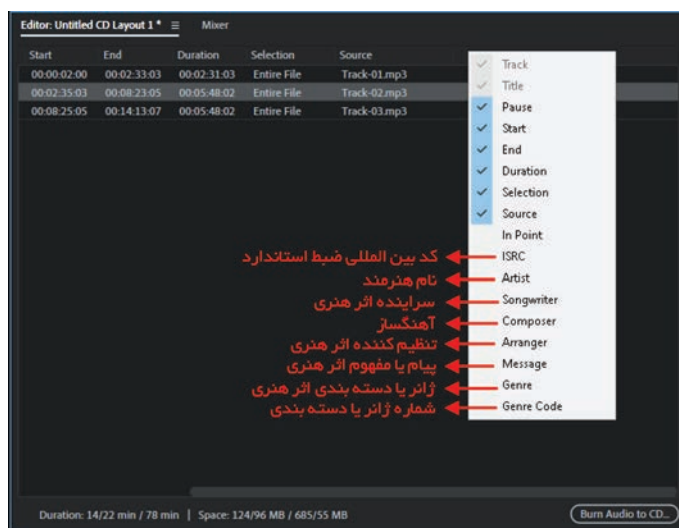 Editor: Untitled CD Layout 1 * ≡ Mixer
Start End Duration Selection Source
00:00:02:00 00:02:33:03 00:02:31:03 Entire File Track-01.mp3
00:02:35:03 00:08:23:05 00:05:48:02 Entire File Track-02.mp3
00:08:25:05 00:14:13:07 00:05:48:02 Entire File Track-03.mp3
Track
Title
Pause
Start
End
Duration
Selection
Source
In Point
ISRC کد بین المللی ضبط استاندارد
Artist نام هنرمند
Songwriter سراینده اثر هنری
Composer آهنگساز
Arranger تنظیم کننده اثر هنری
Message پیام یا مفهوم اثر هنری
Genre ژانر یا دسته بندی اثر هنری
Genre Code شماره ژانر یا دسته بندی
Duration: 14/22 min / 78 min | Space: 124/96 MB / 685/55 MB Burn Audio to CD...